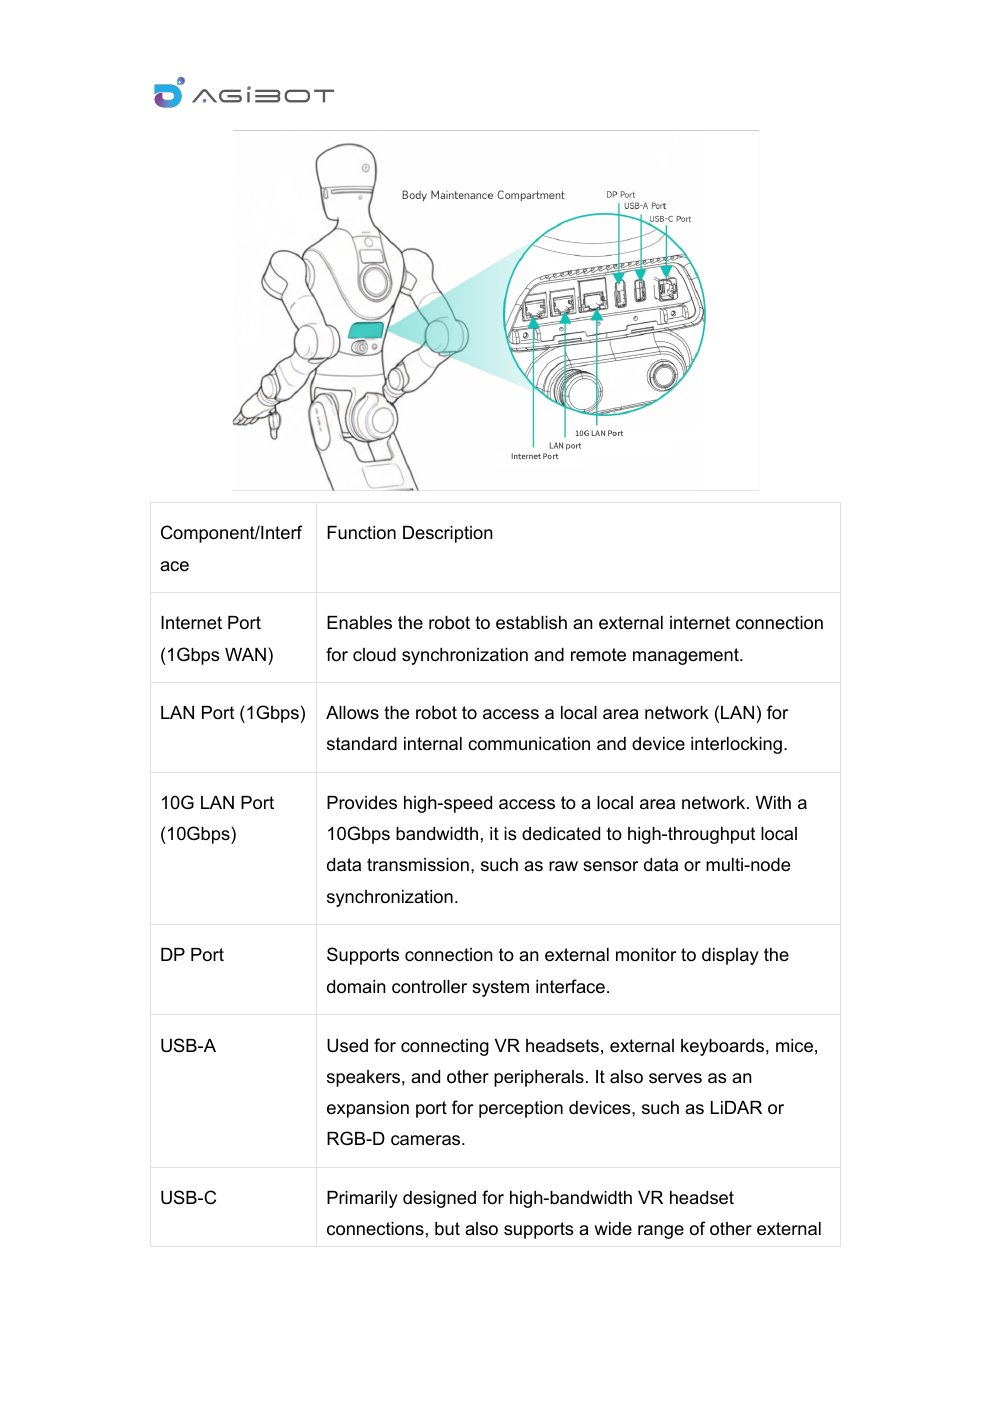 AGIBOT
Body Maintenance Compartment
DP Port
USB-A Port
USB-C Port
10G LAN Port
LAN port
Internet Port
Component/Interf
ace
Function Description
Internet Port
(1Gbps WAN)
Enables the robot to establish an external internet connection
for cloud synchronization and remote management.
LAN Port (1Gbps)
Allows the robot to access a local area network (LAN) for
standard internal communication and device interlocking.
10G LAN Port
(10Gbps)
Provides high-speed access to a local area network. With a
10Gbps bandwidth, it is dedicated to high-throughput local
data transmission, such as raw sensor data or multi-node
synchronization.
DP Port
Supports connection to an external monitor to display the
domain controller system interface.
USB-A
Used for connecting VR headsets, external keyboards, mice,
speakers, and other peripherals. It also serves as an
expansion port for perception devices, such as LiDAR or
RGB-D cameras.
USB-C
Primarily designed for high-bandwidth VR headset
connections, but also supports a wide range of other external